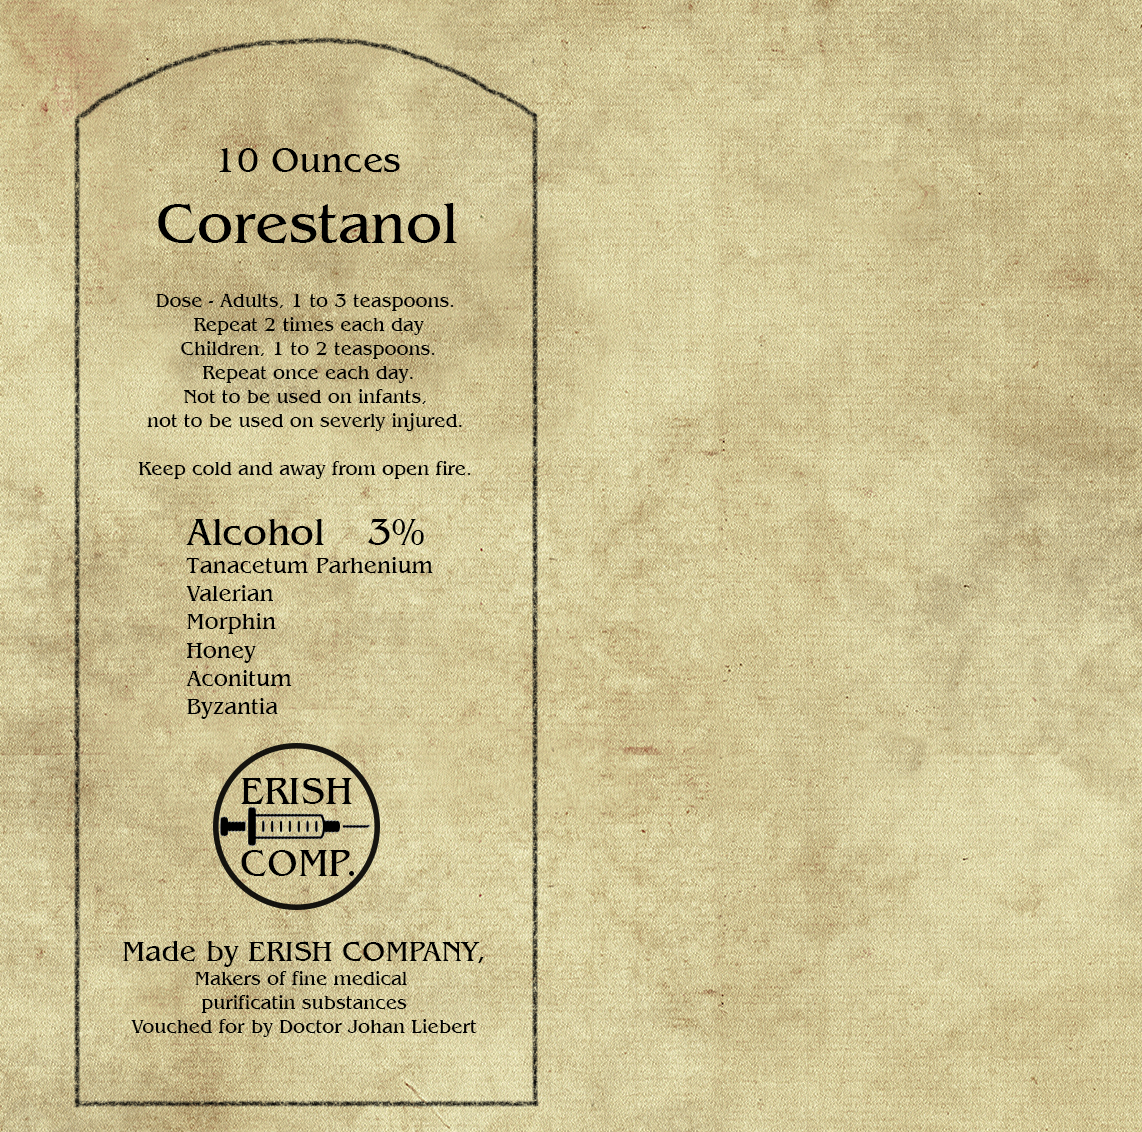 10 Ounces
Corestanol
Dose - Adults, 1 to 3 teaspoons.
Repeat 2 times each day
Children, 1 to 2 teaspoons.
Repeat once each day.
Not to be used on infants,
not to be used on severly injured.
Keep cold and away from open fire.
Alcohol 3%
Tanacetum Parhenium
Valerian
Morphin
Honey
Aconitum
Byzantia
ERISH
COMP.
Made by ERISH COMPANY,
Makers of fine medical
purificatin substances
Vouched for by Doctor Johan Liebert